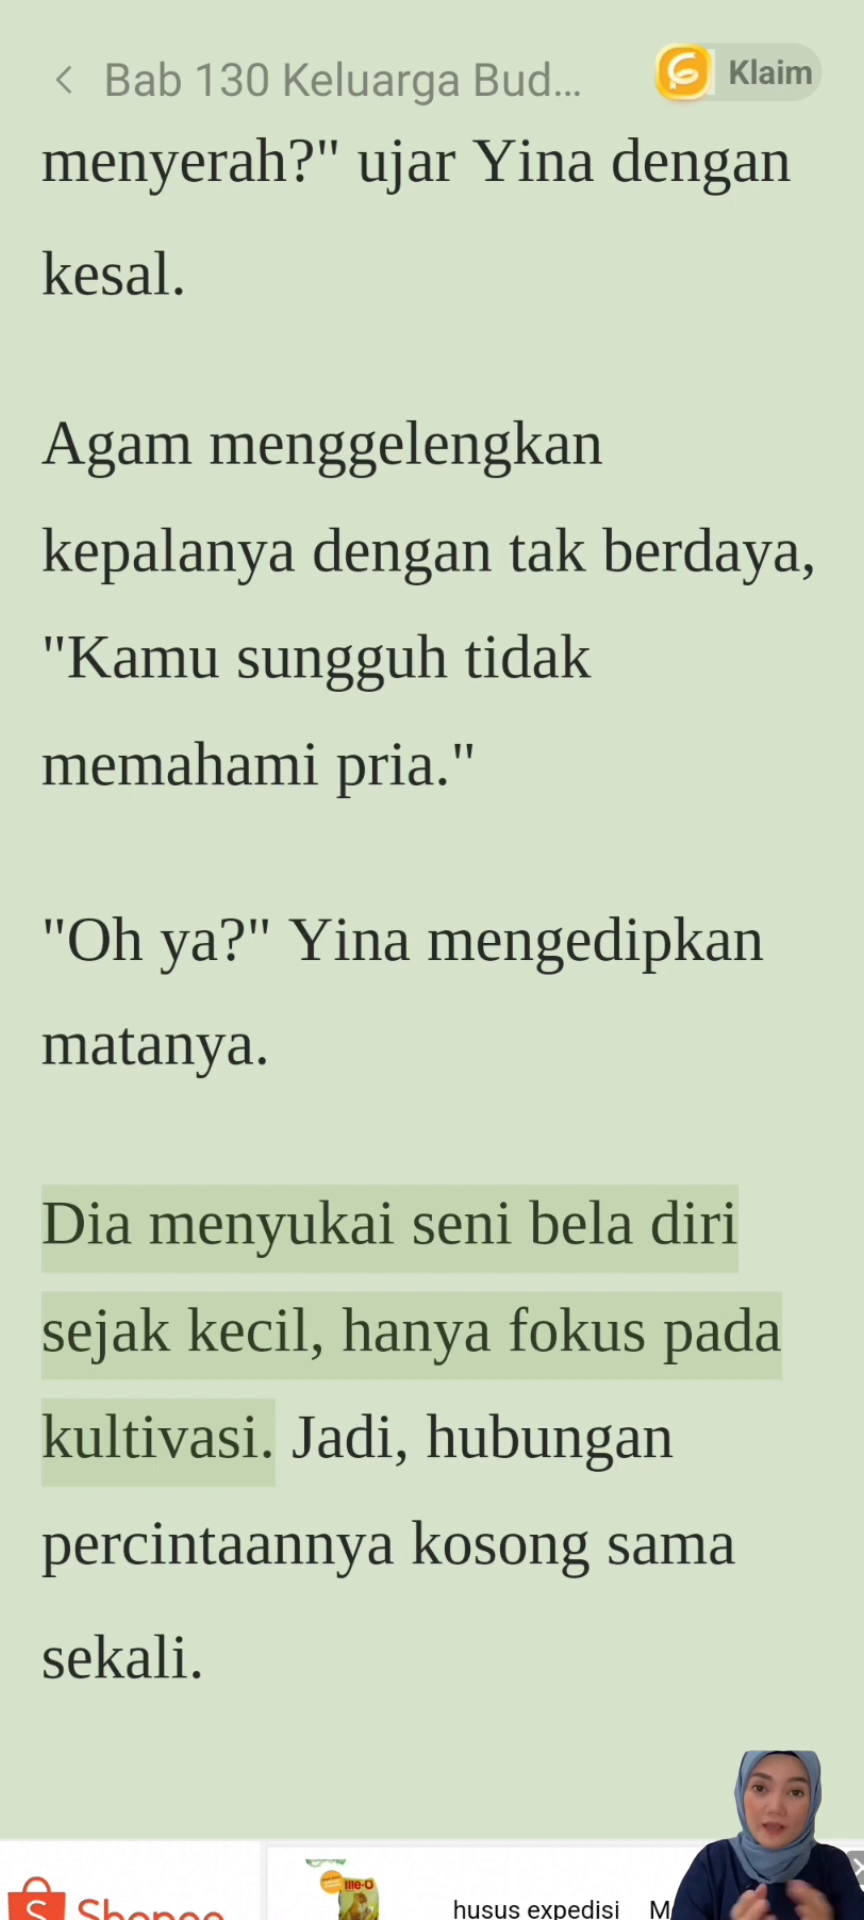 Bab 130 Keluarga Bud...
Klaim
menyerah?" ujar Yina dengan
kesal.
Agam menggelengkan
kepalanya dengan tak berdaya,
"Kamu sungguh tidak
memahami pria."
"Oh ya?" Yina mengedipkan
matanya.
Dia menyukai seni bela diri
sejak kecil, hanya fokus pada
kultivasi. Jadi, hubungan
percintaannya kosong sama
sekali.
me-O
Shopee
husus expedisi M